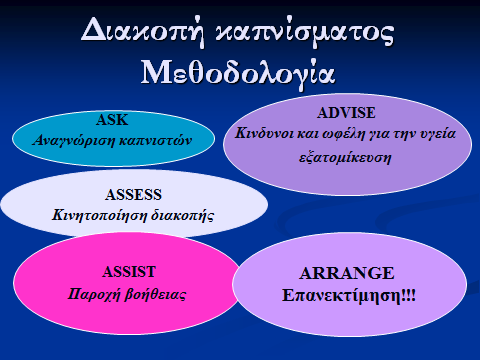 Διακοπή καπνίσματος
Μεθοδολογία
ASK
Αναγνώριση καπνιστών
ADVISE
Κινδυνοι και ωφέλη για την υγεία
εξατομίκευση
ASSESS
Κινητοποίηση διακοπής
ASSIST
Παροχή βοήθειας
ARRANGE
Επανεκτίμηση!!!